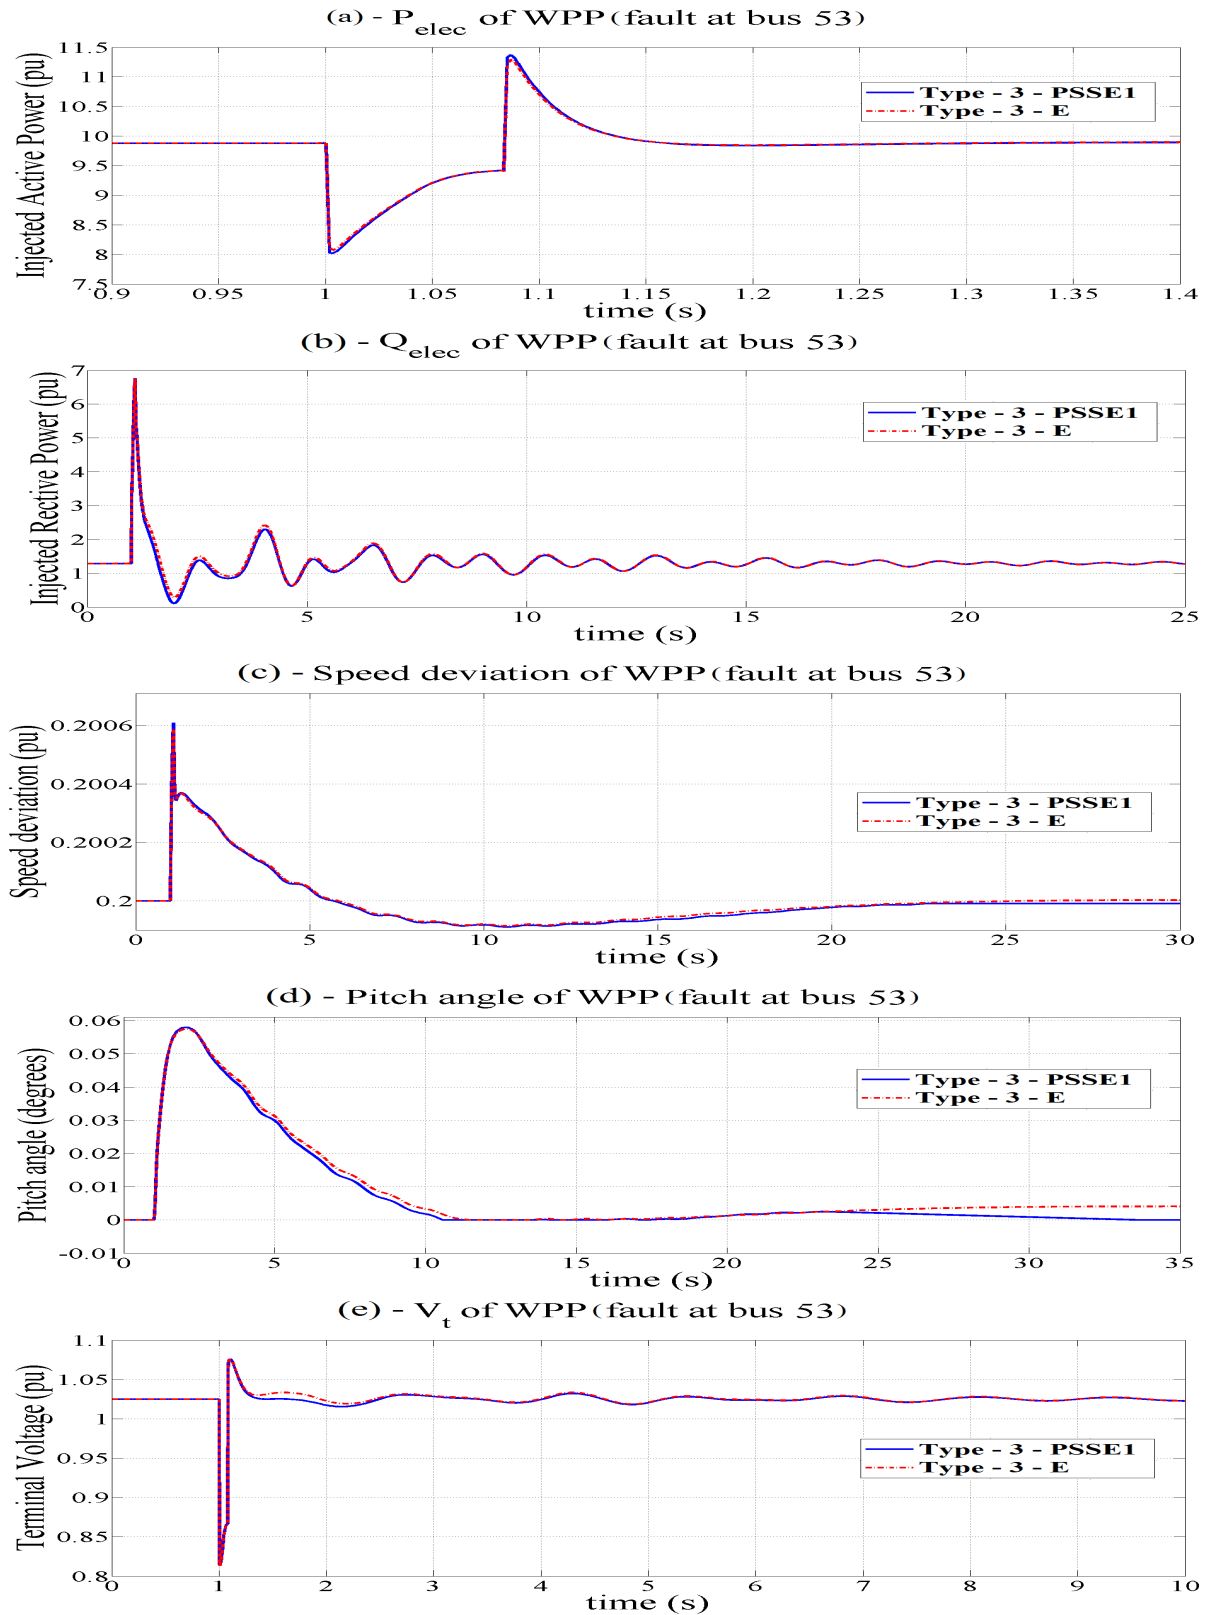 (a) - Pelec of WPP(fault at bus 53)
11.5
11
10.5
10
9.5
9
8.5
8
7.5
Injected Active Power (pu)
Type - 3 - PSSE1
Type - 3 - E
0.9 0.95 1 1.05 1.1 1.15 1.2 1.25 1.3 1.35 1.4
time (s)
(b) - Qelec of WPP(fault at bus 53)
7
6
5
4
3
2
1
0
Injected Rective Power (pu)
Type - 3 - PSSE1
Type - 3 - E
0 5 10 15 20 25
time (s)
(c) - Speed deviation of WPP(fault at bus 53)
0.2006
0.2004
0.2002
0.2
Speed deviation (pu)
Type - 3 - PSSE1
Type - 3 - E
0 5 10 15 20 25 30
time (s)
(d) - Pitch angle of WPP(fault at bus 53)
0.06
0.05
0.04
0.03
0.02
0.01
0
-0.01
Pitch angle (degrees)
Type - 3 - PSSE1
Type - 3 - E
0 5 10 15 20 25 30 35
time (s)
(e) - Vt of WPP(fault at bus 53)
1.1
1.05
1
0.95
0.9
0.85
0.8
Terminal Voltage (pu)
Type - 3 - PSSE1
Type - 3 - E
0 1 2 3 4 5 6 7 8 9 10
time (s)